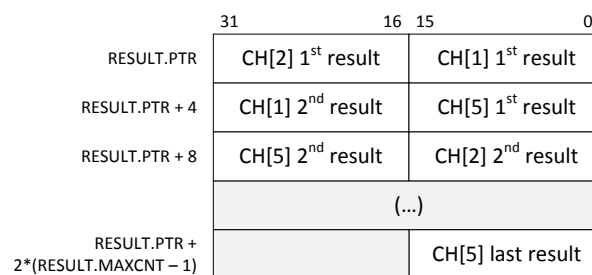 31 16 15 0
RESULT.PTR CH[2] 1st result CH[1] 1st result
RESULT.PTR + 4 CH[1] 2nd result CH[5] 1st result
RESULT.PTR + 8 CH[5] 2nd result CH[2] 2nd result
(...)
RESULT.PTR +
2*(RESULT.MAXCNT – 1) CH[5] last result